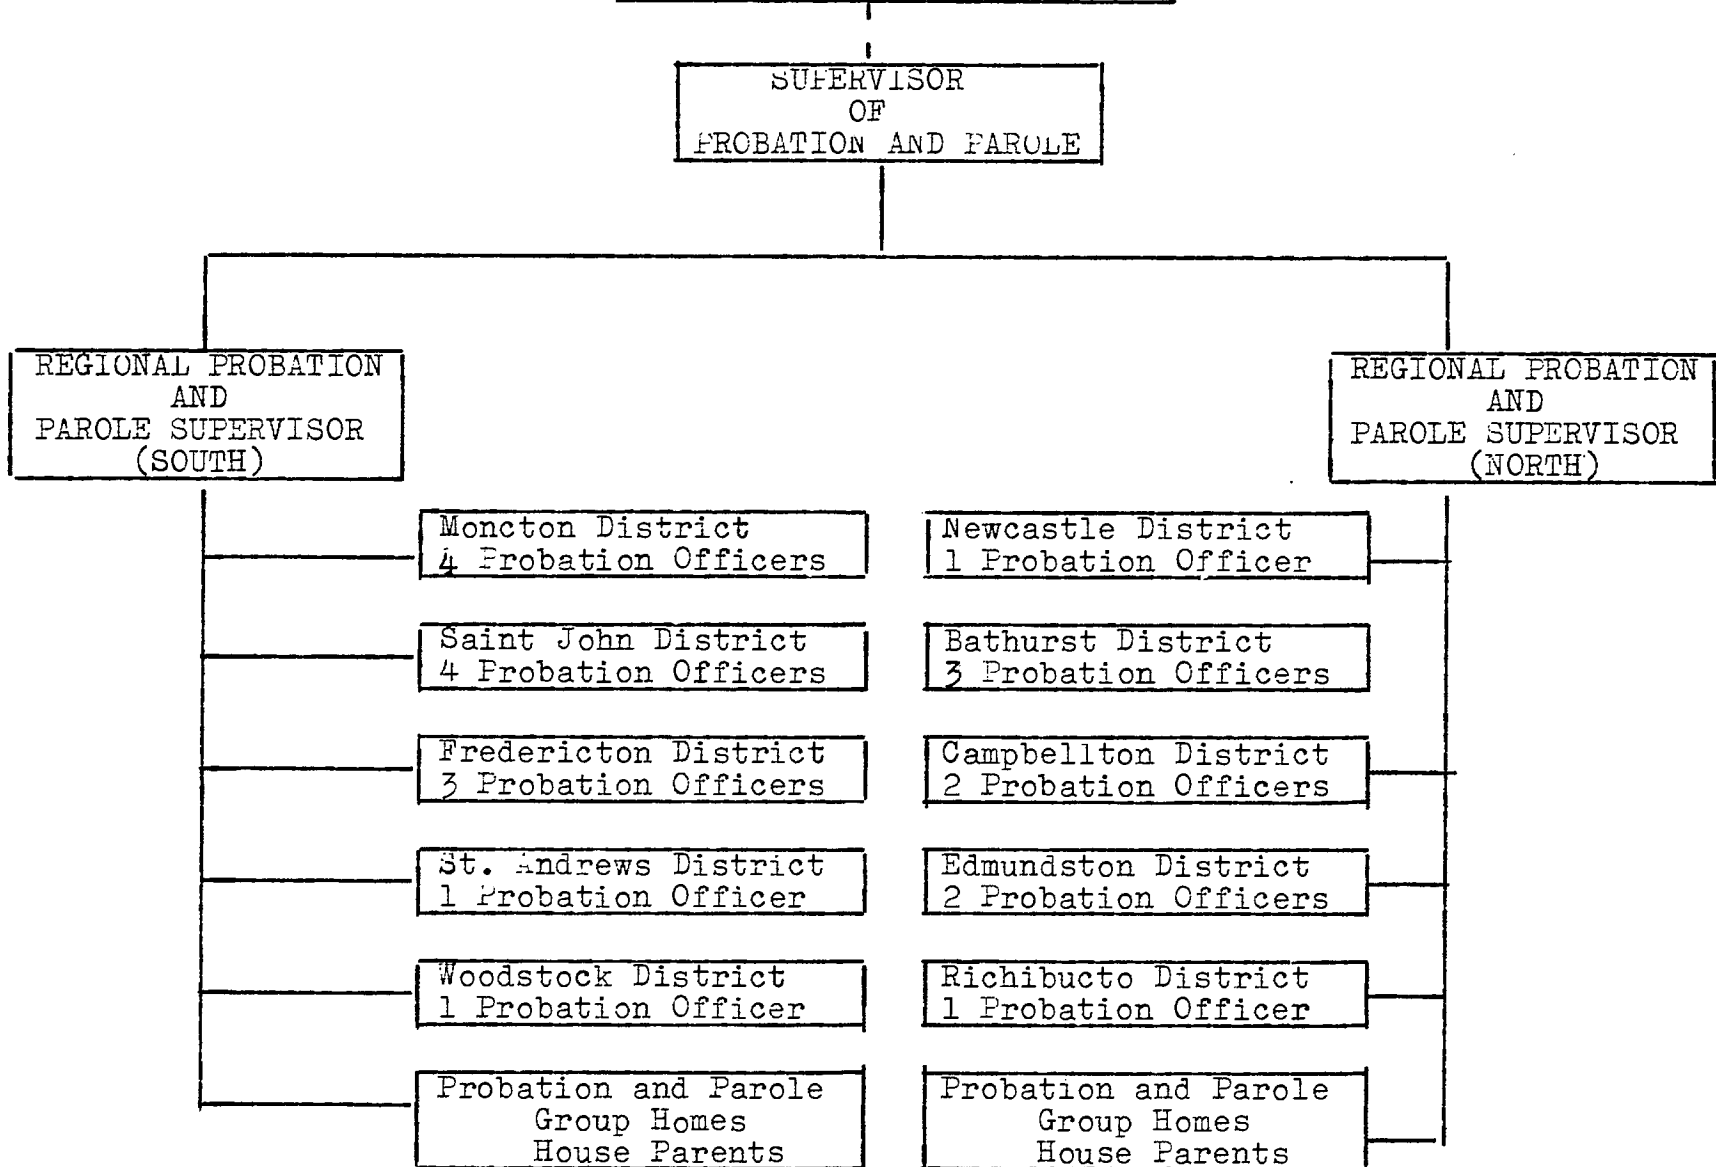 SUPERVISOR
OF
PROBATION AND PAROLE
REGIONAL PROBATION
AND
PAROLE SUPERVISOR
(SOUTH)
REGIONAL PROBATION
AND
PAROLE SUPERVISOR
(NORTH)
Moncton District
4 Probation Officers
Saint John District
4 Probation Officers
Fredericton District
3 Probation Officers
St. Andrews District
1 Probation Officer
Woodstock District
1 Probation Officer
Probation and Parole
Group Homes
House Parents
Newcastle District
1 Probation Officer
Bathurst District
3 Probation Officers
Campbellton District
2 Probation Officers
Edmundston District
2 Probation Officers
Richibucto District
1 Probation Officer
Probation and Parole
Group Homes
House Parents